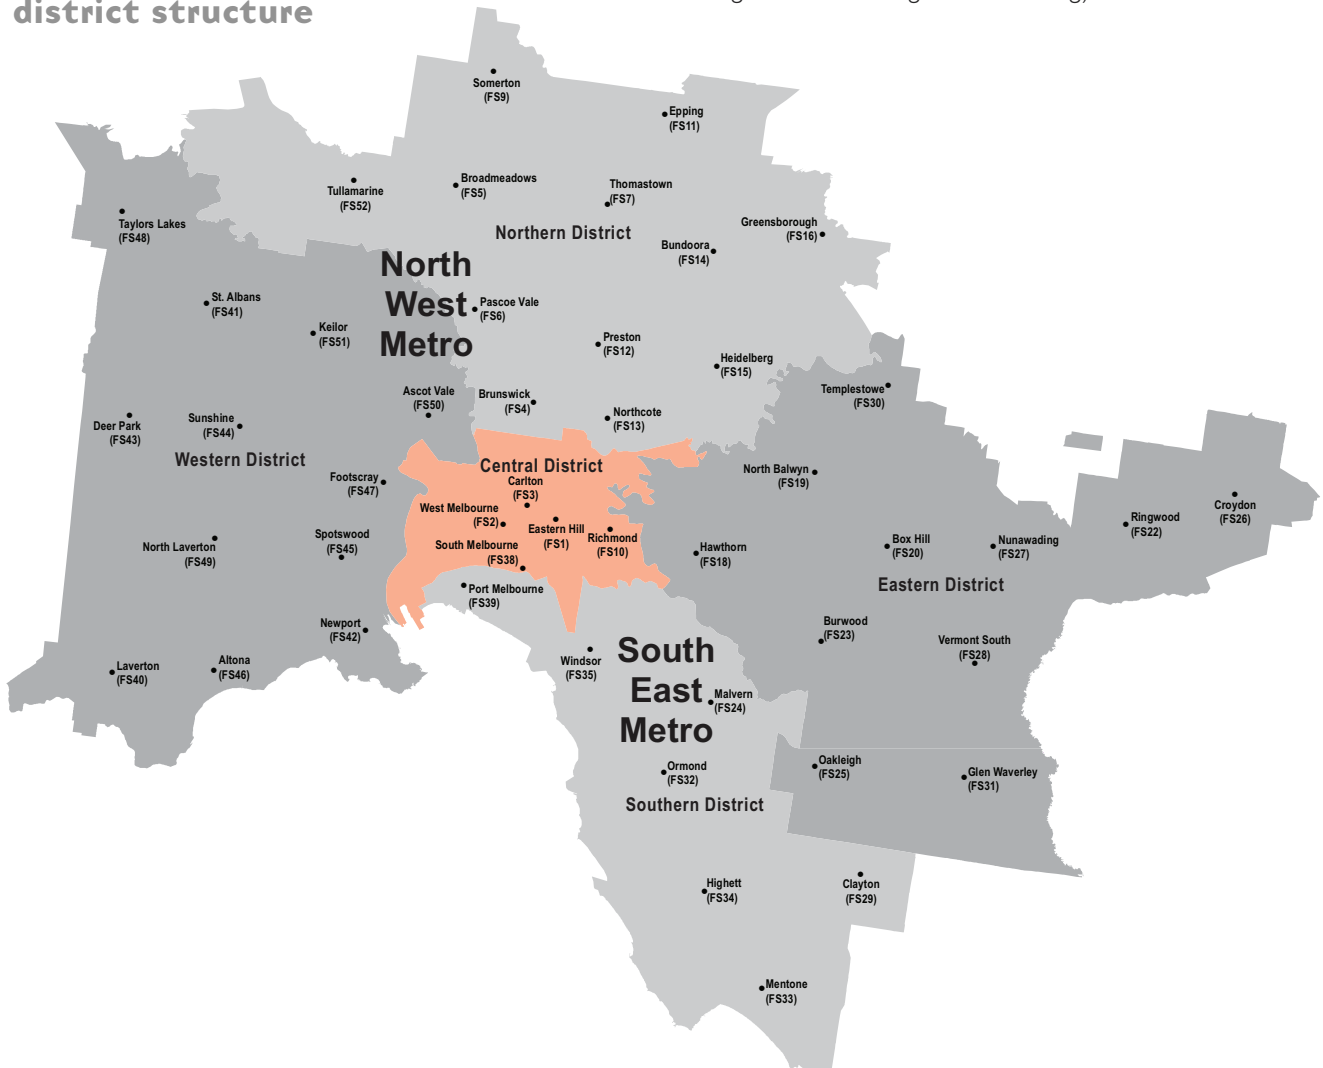 district structure
Somerton
(FS9)
Epping
(FS11)
Tullamarine
(FS52)
Broadmeadows
(FS5)
Thomastown
(FS7)
Greensborough
(FS16)
Taylors Lakes
(FS48)
Northern District
Bundoora
(FS14)
North
West
Metro
St. Albans
(FS41)
Pascoe Vale
(FS6)
Keilor
(FS51)
Preston
(FS12)
Heidelberg
(FS15)
Templestowe
(FS30)
Ascot Vale
(FS50)
Brunswick
(FS4)
Northcote
(FS13)
Deer Park
(FS43)
Sunshine
(FS44)
Western District
Central District
Footscray
(FS47)
Carlton
(FS3)
North Balwyn
(FS19)
West Melbourne
(FS2)
Eastern Hill
(FS1)
Richmond
(FS10)
Croydon
(FS26)
Ringwood
(FS22)
North Laverton
(FS49)
Spotswood
(FS45)
South Melbourne
(FS38)
Hawthorn
(FS18)
Box Hill
(FS20)
Nunawading
(FS27)
Eastern District
Port Melbourne
(FS39)
Newport
(FS42)
Burwood
(FS23)
Vermont South
(FS28)
Laverton
(FS40)
Altona
(FS46)
Windsor
(FS35)
South
East
Metro
Malvern
(FS24)
Ormond
(FS32)
Oakleigh
(FS25)
Glen Waverley
(FS31)
Southern District
Highett
(FS34)
Clayton
(FS29)
Mentone
(FS33)